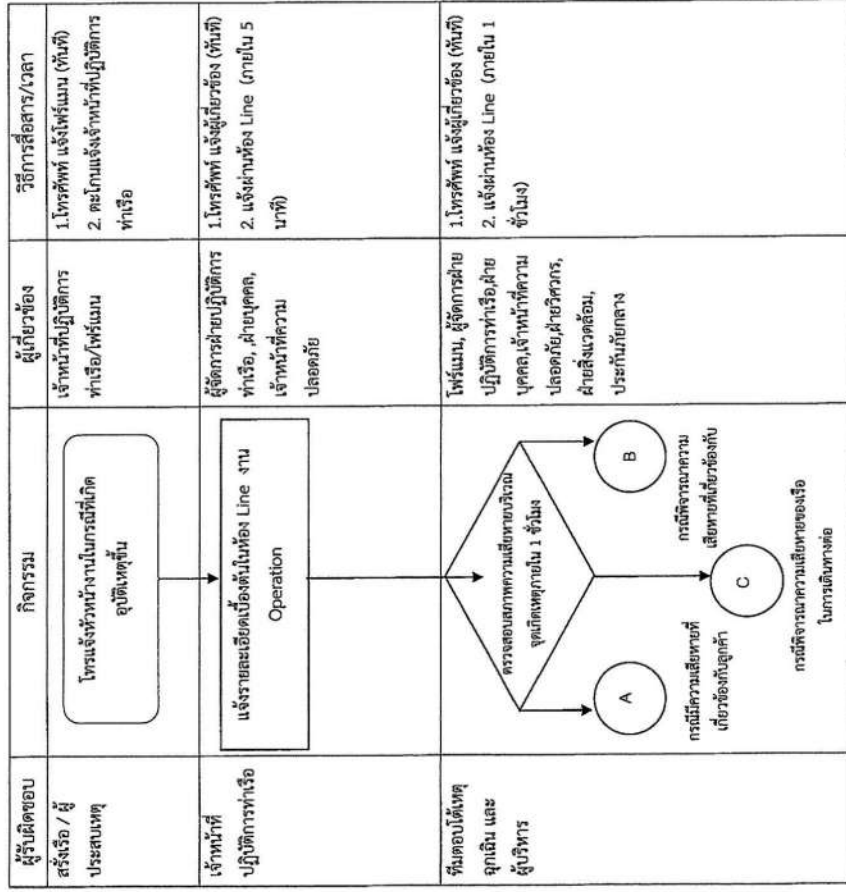 ผู้รับผิดชอบ
กิจกรรม
ผู้เกี่ยวข้อง
วิธีการสื่อสาร/เวลา
สรั่งเรือ / ผู้
ประสบเหตุ
โทรแจ้งหัวหน้างานในกรณีที่เกิด
อุบัติเหตุขึ้น
เจ้าหน้าที่ปฏิบัติการ
ท่าเรือ/โฟร์แมน
1.โทรศัพท์ แจ้งโฟร์แมน (ทันที)
2. ตะโกนแจ้งเจ้าหน้าที่ปฏิบัติการ
ท่าเรือ
เจ้าหน้าที่
ปฏิบัติการท่าเรือ
แจ้งรายละเอียดเบื้องต้นในห้อง Line งาน
Operation
ผู้จัดการฝ่ายปฏิบัติการ
ท่าเรือ, ,ฝ่ายบุคคล,
เจ้าหน้าที่ความ
ปลอดภัย
1.โทรศัพท์ แจ้งผู้เกี่ยวข้อง (ทันที)
2. แจ้งผ่านห้อง Line (ภายใน 5
นาที)
ทีมตอบโต้เหตุ
ฉุกเฉิน และ
ผู้บริหาร
ตรวจสอบสภาพความเสียหายบริเวณ
จุดเกิดเหตุภายใน 1 ชั่วโมง
A
กรณีมีความเสียหายที่
เกี่ยวข้องกับลูกค้า
B
กรณีพิจารณาความ
เสียหายที่เกี่ยวข้องกับ
C
กรณีพิจารณาความเสียหายของเรือ
ในการเดินทางต่อ
โฟร์แมน, ผู้จัดการฝ่าย
ปฏิบัติการท่าเรือ,ฝ่าย
บุคคล,เจ้าหน้าที่ความ
ปลอดภัย,ฝ่ายวิศวกร,
ฝ่ายสิ่งแวดล้อม,
ประกันภัยกลาง
1.โทรศัพท์ แจ้งผู้เกี่ยวข้อง (ทันที)
2. แจ้งผ่านห้อง Line (ภายใน 1
ชั่วโมง)